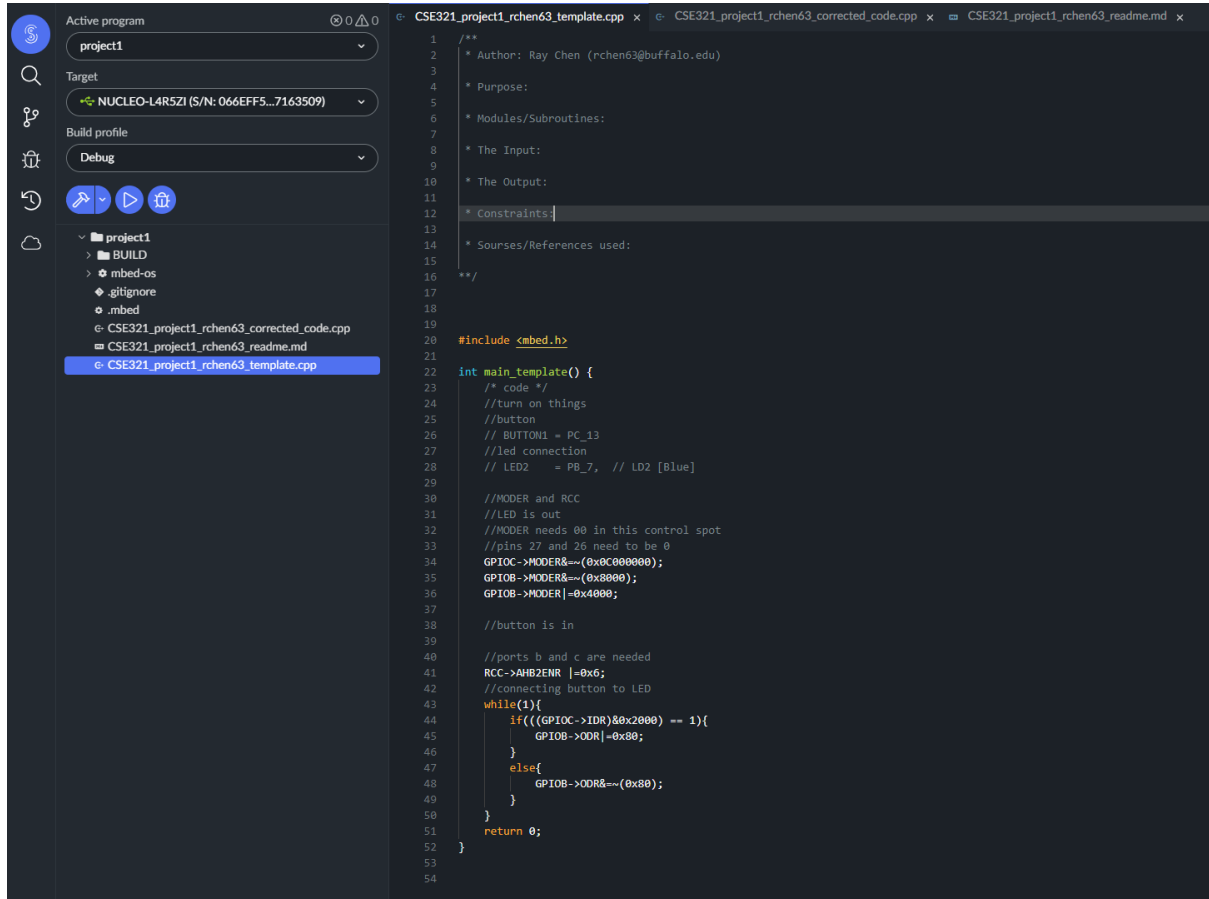 Active program
0 0
project1
Target
NUCLEO-L4R5ZI (S/N: 066EFF5...7163509)
Build profile
Debug
project1
BUILD
mbed-os
.gitignore
.mbed
CSE321_project1_rchen63_corrected_code.cpp
CSE321_project1_rchen63_readme.md
CSE321_project1_rchen63_template.cpp
CSE321_project1_rchen63_template.cpp x CSE321_project1_rchen63_corrected_code.cpp x CSE321_project1_rchen63_readme.md x
1 /**
2 * Author: Ray Chen (rchen63@buffalo.edu)
3
4 * Purpose:
5
6 * Modules/Subroutines:
7
8 * The Input:
9
10 * The Output:
11
12 * Constraints:
13
14 * Sourses/References used:
15
16 **/
17
18
19
20 #include <mbed.h>
21
22 int main_template() {
23 /* code */
24 //turn on things
25 //button
26 // BUTTON1 = PC_13
27 //led connection
28 // LED2    = PB_7,  // LD2 [Blue]
29
30 //MODER and RCC
31 //LED is out
32 //MODER needs 00 in this control spot
33 //pins 27 and 26 need to be 0
34 GPIOC->MODER&=~(0x0C000000);
35 GPIOB->MODER&=~(0x8000);
36 GPIOB->MODER|=0x4000;
37
38 //button is in
39
40 //ports b and c are needed
41 RCC->AHB2ENR |=0x6;
42 //connecting button to LED
43 while(1){
44 if(((GPIOC->IDR)&0x2000) == 1){
45 GPIOB->ODR|=0x80;
46 }
47 else{
48 GPIOB->ODR&=~(0x80);
49 }
50 }
51 return 0;
52 }
53
54